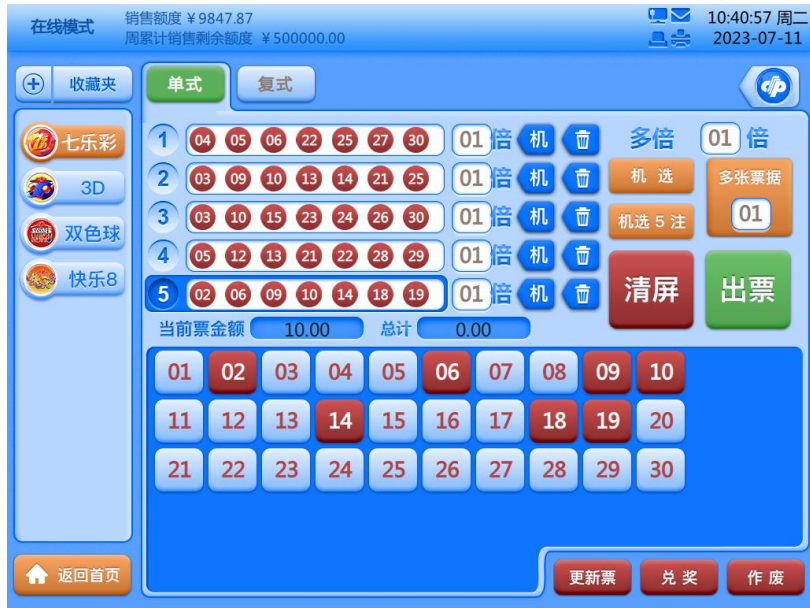 在线模式
销售额度 ¥9847.87
周累计销售剩余额度 ¥500000.00
10:40:57 周二
2023-07-11
收藏夹
单式 复式
七乐彩
3D
双色球
快乐8
1 04 05 06 22 25 27 30 01 倍 机
2 03 09 10 13 14 21 25 01 倍 机
3 03 10 15 23 24 26 30 01 倍 机
4 05 12 13 21 22 28 29 01 倍 机
5 02 06 09 10 14 18 19 01 倍 机
多倍 01 倍
机 选
多张票据
01
机选 5 注
清屏 出票
当前票金额 10.00 总计 0.00
01 02 03 04 05 06 07 08 09 10
11 12 13 14 15 16 17 18 19 20
21 22 23 24 25 26 27 28 29 30
返回首页
更新票 兑 奖 作 废